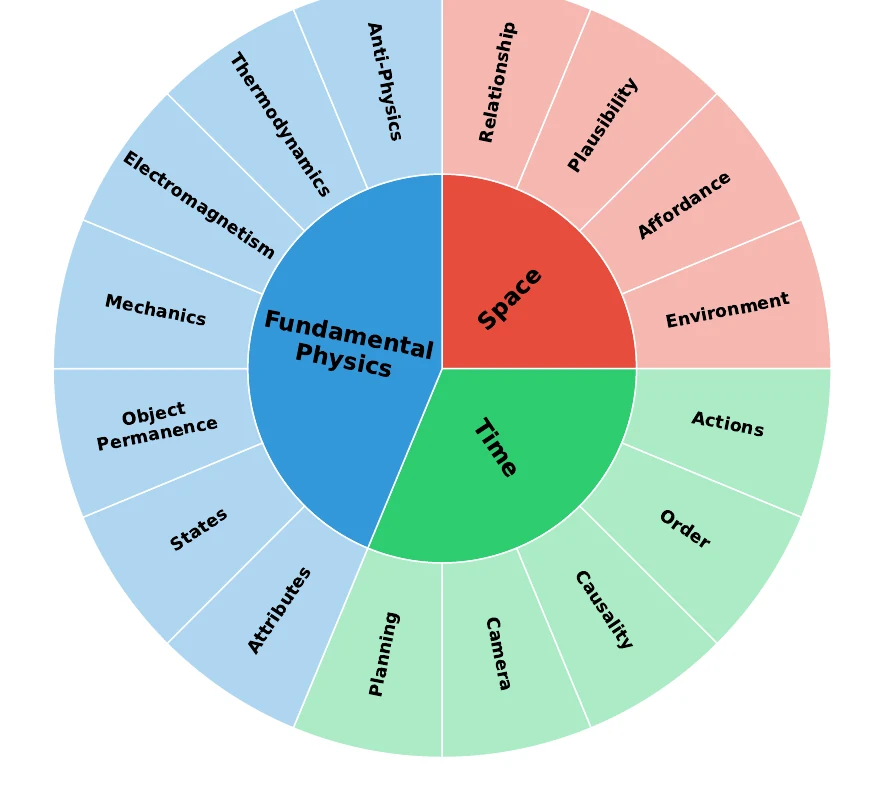 Anti-Physics
Relationship
Thermodynamics
Plausibility
Electromagnetism
Affordance
Mechanics
Environment
Space
Fundamental
Physics
Time
Object
Permanence
Actions
States
Order
Attributes
Causality
Planning
Camera